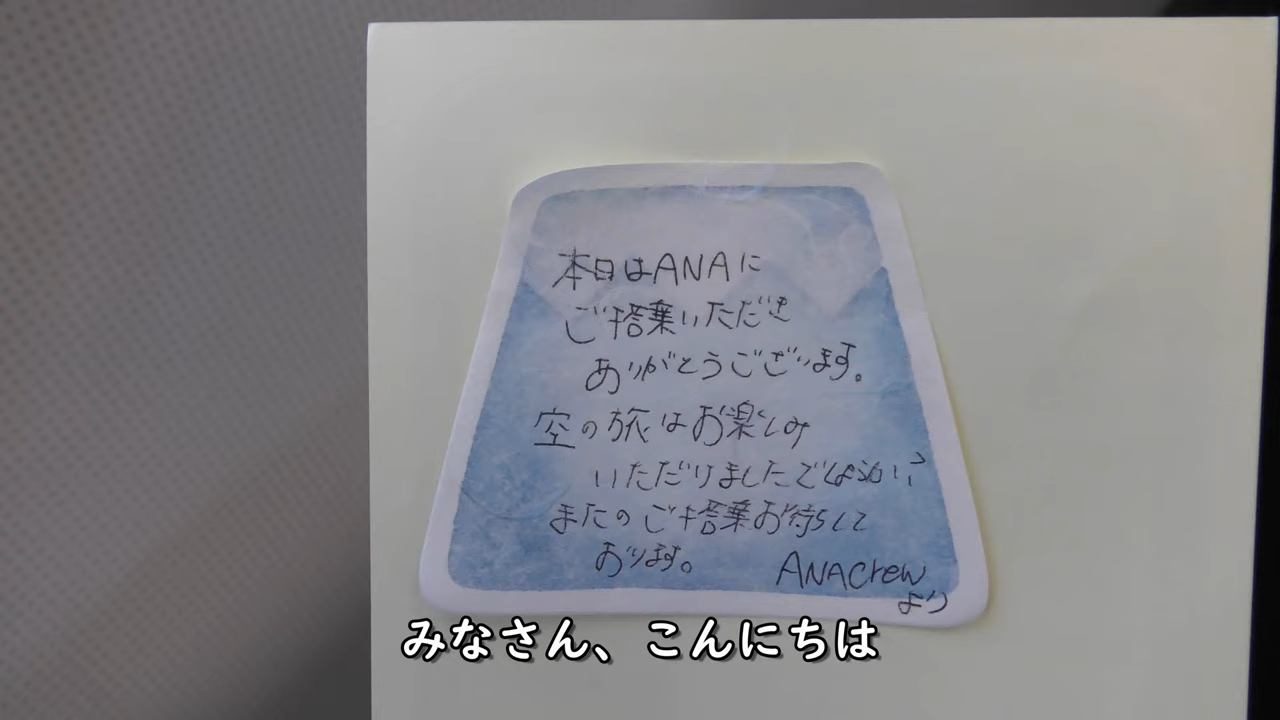 本日はANAに
ご搭乗いただき
ありがとうございます。
空の旅はお楽しみ
いただけましたでしょうか?
またのご搭乗お待ちして
おります。
ANACrew
より
みなさん、こんにちは